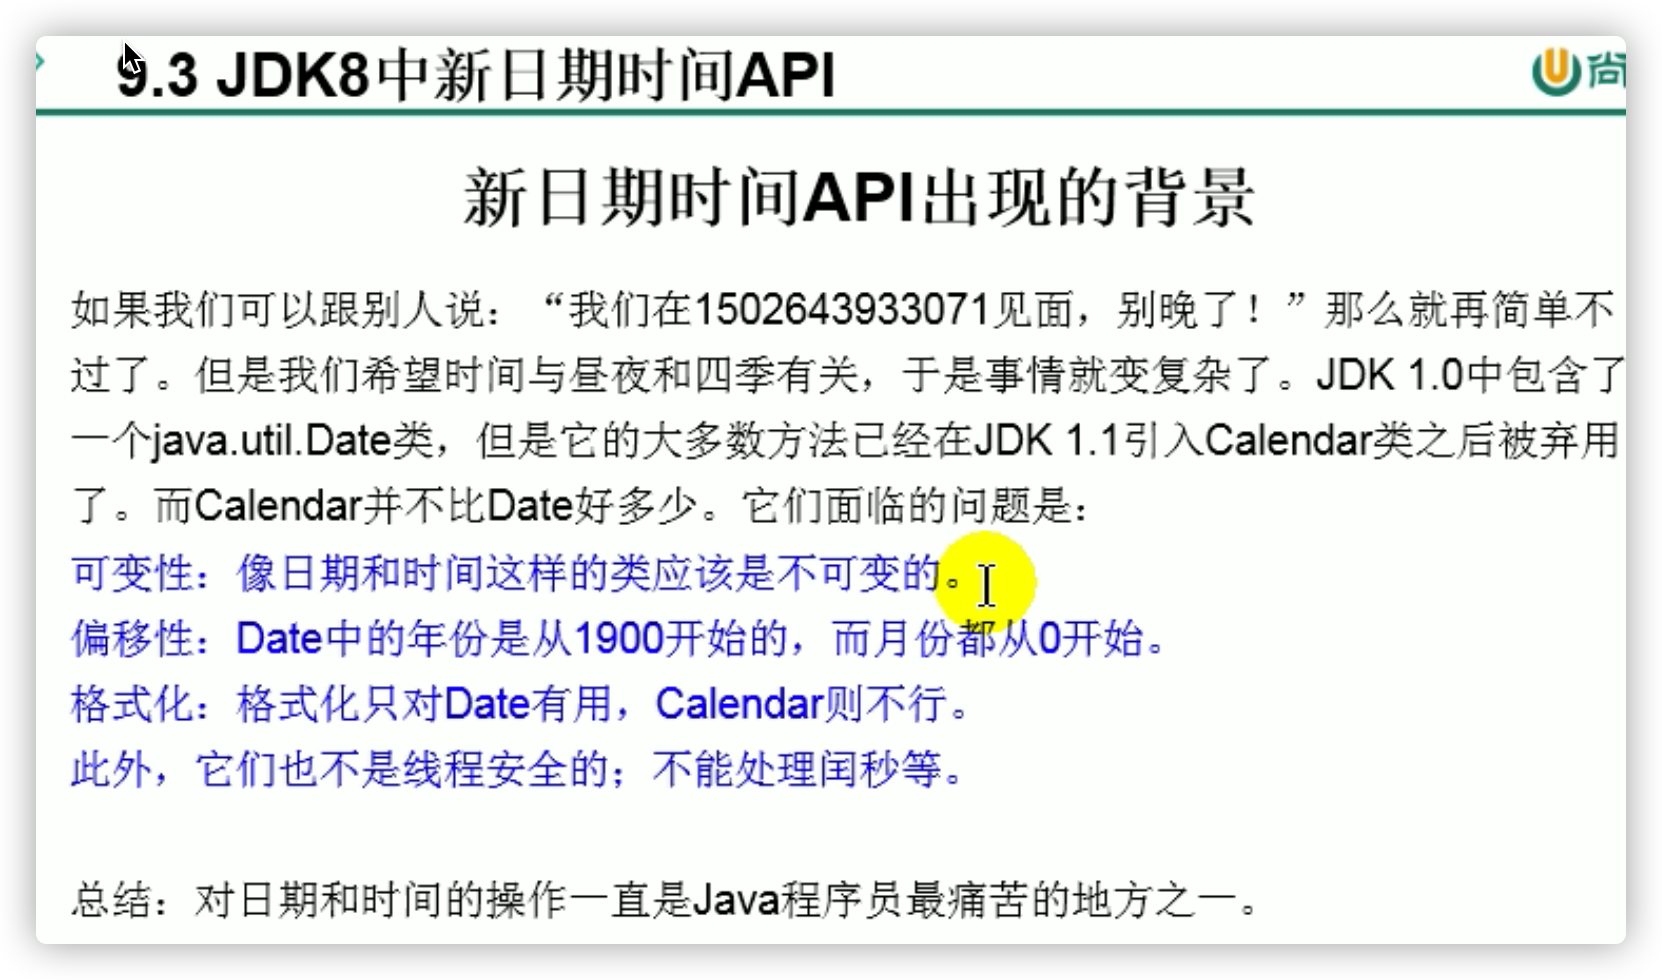 9.3 JDK8中新日期时间API
尚
新日期时间API出现的背景
如果我们可以跟别人说：“我们在1502643933071见面，别晚了！”那么就再简单不
过了。但是我们希望时间与昼夜和四季有关，于是事情就变复杂了。JDK 1.0中包含了
一个java.util.Date类，但是它的大多数方法已经在JDK 1.1引入Calendar类之后被弃用
了。而Calendar并不比Date好多少。它们面临的问题是：
可变性：像日期和时间这样的类应该是不可变的。
偏移性：Date中的年份是从1900开始的，而月份都从0开始。
格式化：格式化只对Date有用，Calendar则不行。
此外，它们也不是线程安全的；不能处理闰秒等。
总结：对日期和时间的操作一直是Java程序员最痛苦的地方之一。